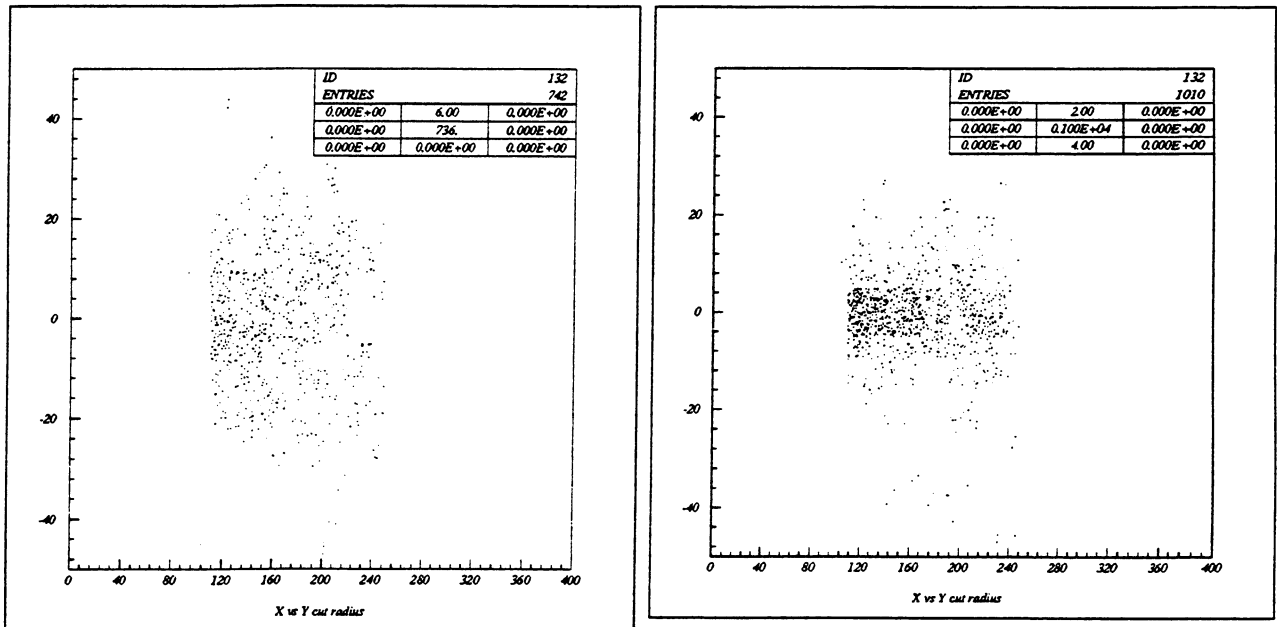 ID 132
ENTRIES 742
0.000E+00 6.00 0.000E+00
0.000E+00 736. 0.000E+00
0.000E+00 0.000E+00 0.000E+00
40
20
0
-20
-40
0 40 80 120 160 200 240 280 320 360 400
X vs Y cut radius
ID 132
ENTRIES 1010
0.000E+00 2.00 0.000E+00
0.000E+00 0.100E+04 0.000E+00
0.000E+00 4.00 0.000E+00
40
20
0
-20
-40
0 40 80 120 160 200 240 280 320 360 400
X vs Y cut radius